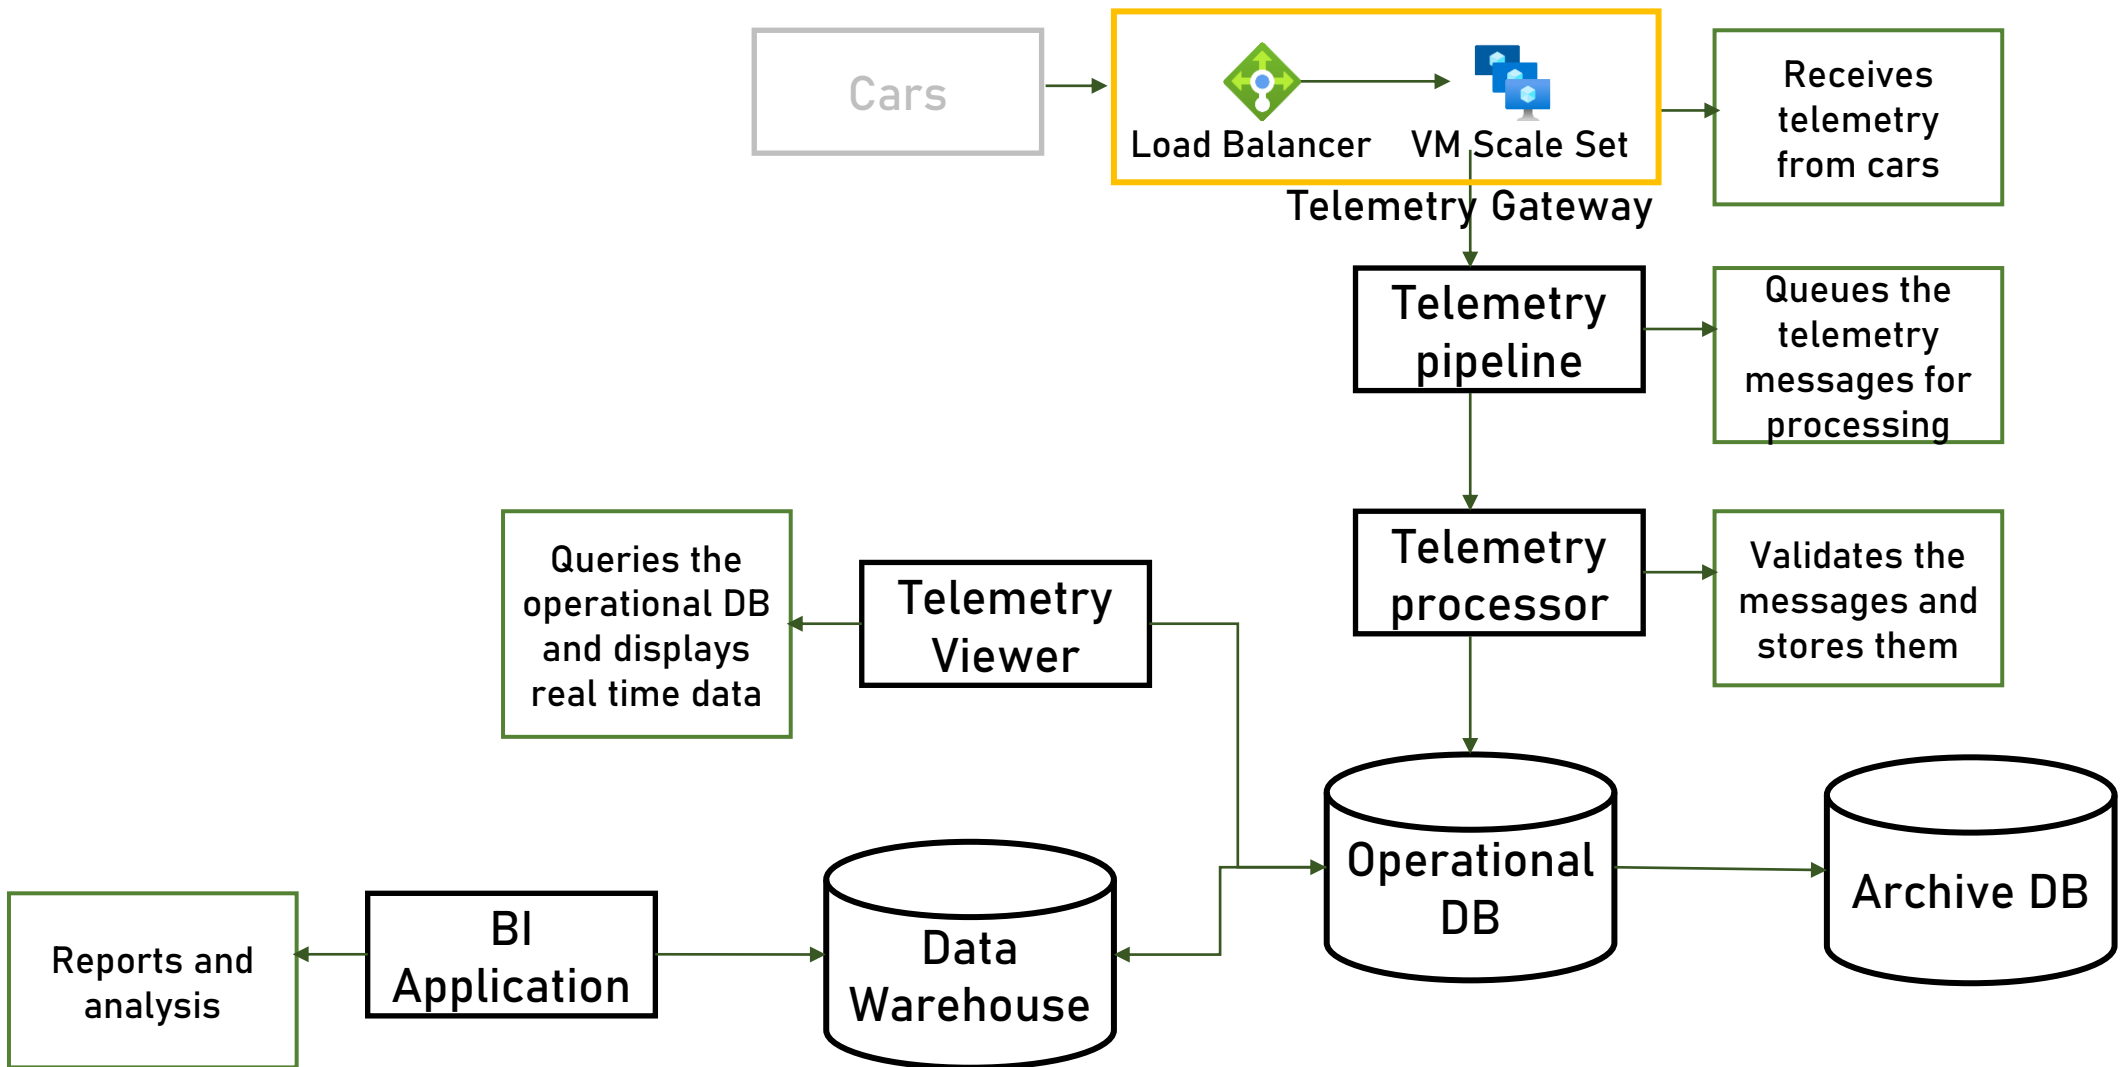 Cars
Load Balancer
VM Scale Set
Telemetry Gateway
Receives
telemetry
from cars
Telemetry
pipeline
Queues the
telemetry
messages for
processing
Telemetry
processor
Validates the
messages and
stores them
Queries the
operational DB
and displays
real time data
Telemetry
Viewer
Operational
DB
Archive DB
Data
Warehouse
BI
Application
Reports and
analysis